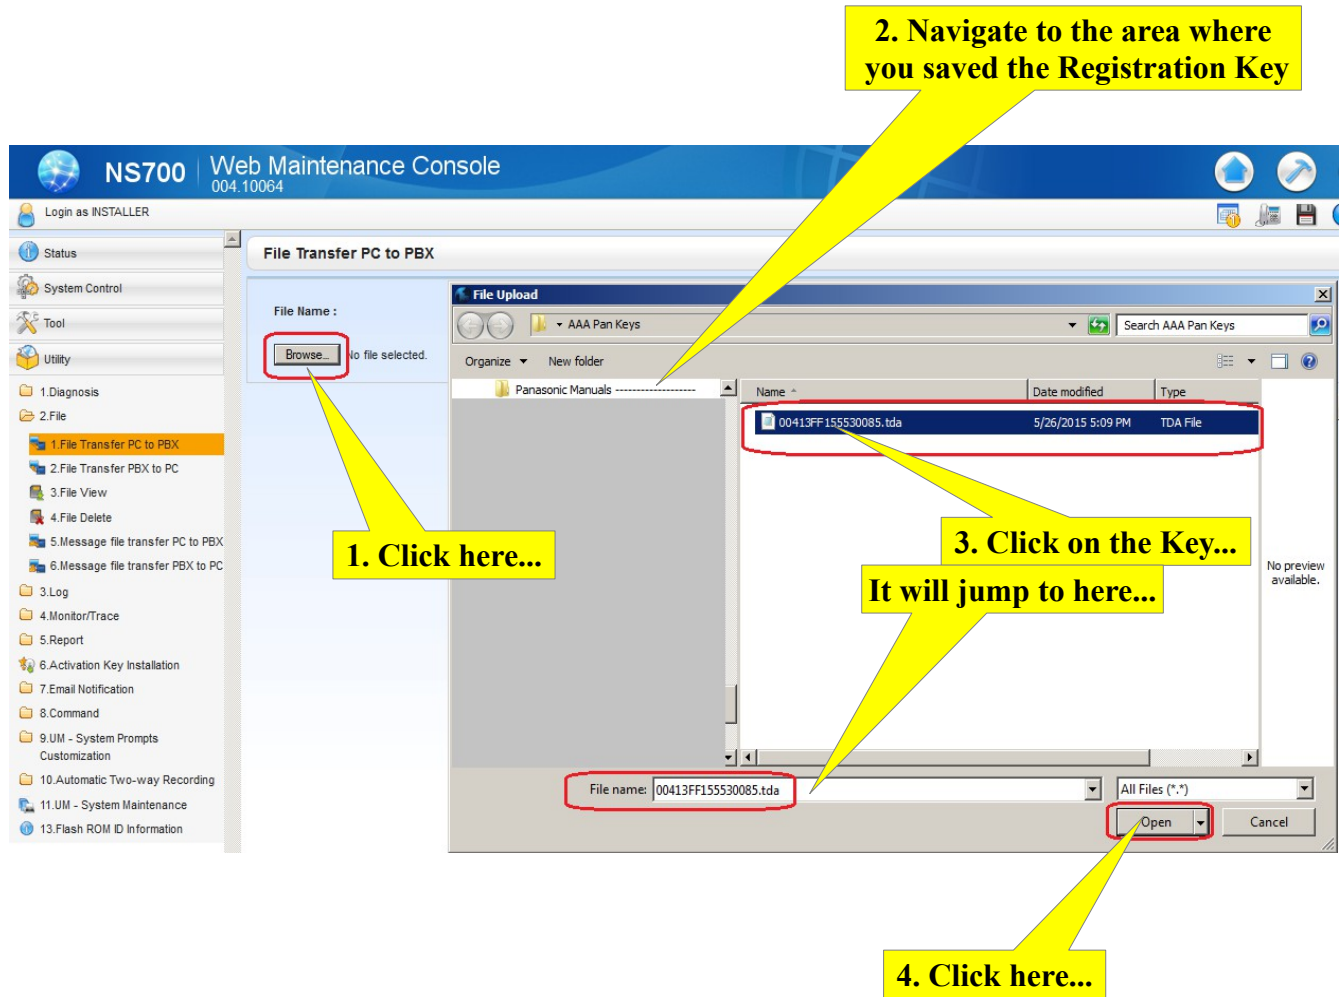 2. Navigate to the area where
you saved the Registration Key
NS700
Web Maintenance Console
004.10064
Login as INSTALLER
Status
System Control
Tool
Utility
1.Diagnosis
2.File
1.File Transfer PC to PBX
2.File Transfer PBX to PC
3.File View
4.File Delete
5.Message file transfer PC to PBX
6.Message file transfer PBX to PC
3.Log
4.Monitor/Trace
5.Report
6.Activation Key Installation
7.Email Notification
8.Command
9.UM - System Prompts
Customization
10.Automatic Two-way Recording
11.UM - System Maintenance
13.Flash ROM ID Information
File Transfer PC to PBX
File Name :
Browse... No file selected.
1. Click here...
File Upload
AAA Pan Keys
Search AAA Pan Keys
Organize
New folder
Panasonic Manuals --------------------
Name
Date modified
Type
00413FF155530085.tda
5/26/2015 5:09 PM
TDA File
3. Click on the Key...
It will jump to here...
No preview
available.
File name:
00413FF155530085.tda
All Files (*.*)
Open
Cancel
4. Click here...